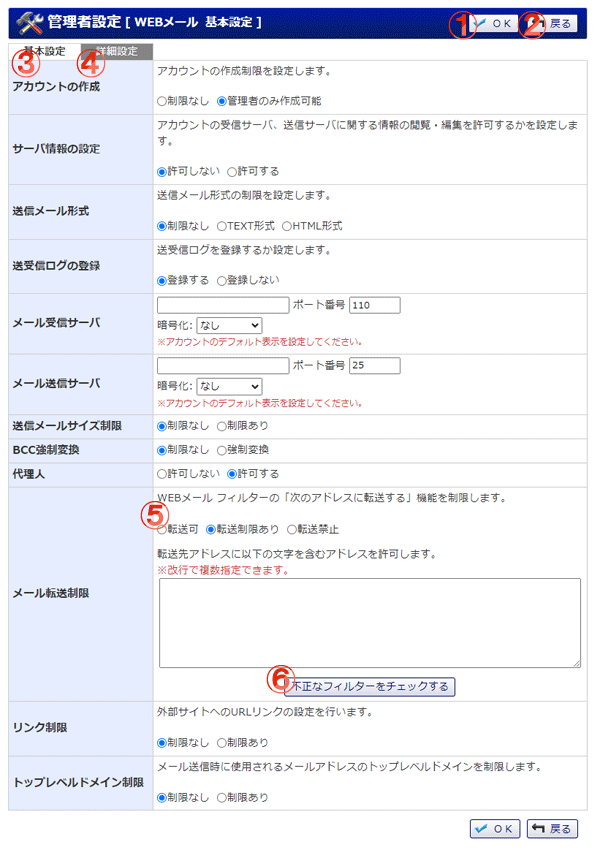 管理者設定 [ WEBメール 基本設定 ]
① OK ② 戻る
③ 基本設定 ④ 詳細設定
アカウントの作成
アカウントの作成制限を設定します。
制限なし 管理者のみ作成可能
サーバ情報の設定
アカウントの受信サーバ、送信サーバに関する情報の閲覧・編集を許可するかを設定しま
す。
許可しない 許可する
送信メール形式
送信メール形式の制限を設定します。
制限なし TEXT形式 HTML形式
送受信ログの登録
送受信ログを登録するか設定します。
登録する 登録しない
メール受信サーバ
ポート番号 110
暗号化: なし
※アカウントのデフォルト表示を設定してください。
メール送信サーバ
ポート番号 25
暗号化: なし
※アカウントのデフォルト表示を設定してください。
送信メールサイズ制限
制限なし 制限あり
BCC強制変換
制限なし 強制変換
代理人
許可しない 許可する
メール転送制限
WEBメール フィルターの「次のアドレスに転送する」機能を制限します。
⑤ 転送可 転送制限あり 転送禁止
転送先アドレスに以下の文字を含むアドレスを許可します。
※改行で複数指定できます。
⑥ 不正なフィルターをチェックする
リンク制限
外部サイトへのURLリンクの設定を行います。
制限なし 制限あり
トップレベルドメイン制限
メール送信時に使用されるメールアドレスのトップレベルドメインを制限します。
制限なし 制限あり
OK 戻る